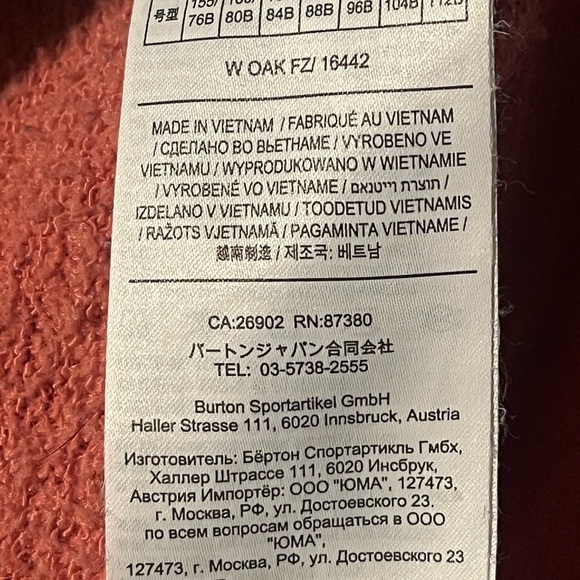 号型
76B 80B 84B 88B 96B 104B 112B
W OAK FZ/ 16442
MADE IN VIETNAM / FABRIQUÉ AU VIETNAM
/ СДЕЛАНО ВО ВЬЕТНАМЕ / VYROBENO VE
VIETNAMU / WYPRODUKOWANO W WIETNAMIE
/ VYROBENÉ VO VIETNAME / תוצרת וייטנאם /
IZDELANO V VIETNAMU / TOODETUD VIETNAMIS
/ RAŽOTS VJETNAMĀ / PAGAMINTA VIETNAME /
越南制造 / 제조국: 베트남
CA:26902 RN:87380
バートンジャパン合同会社
TEL: 03-5738-2555
Burton Sportartikel GmbH
Haller Strasse 111, 6020 Innsbruck, Austria
Изготовитель: Бёртон Спортартикль Гмбх,
Халлер Штрассе 111, 6020 Инсбрук,
Австрия Импортёр: ООО "ЮМА", 127473,
г. Москва, РФ, ул. Достоевского 23.
по всем вопросам обращаться в ООО
"ЮМА",
127473, г. Москва, РФ, ул. Достоевского 23